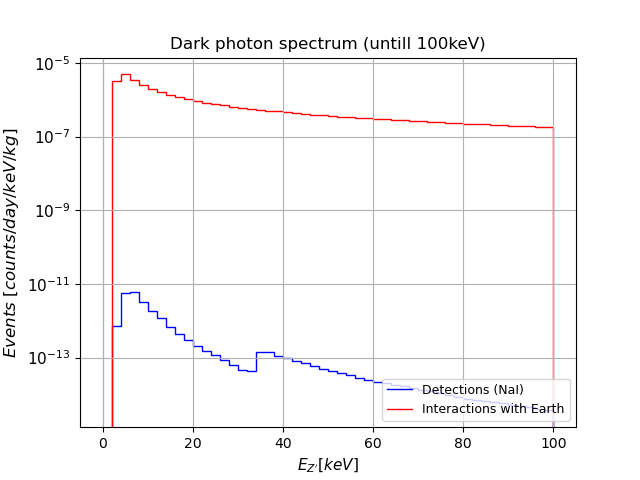 Dark photon spectrum (untill 100keV)
Events [counts/day/keV/kg]
10⁻⁵
10⁻⁷
10⁻⁹
10⁻¹¹
10⁻¹³
Detections (NaI)
Interactions with Earth
0
20
40
60
80
100
E_{Z'}[keV]